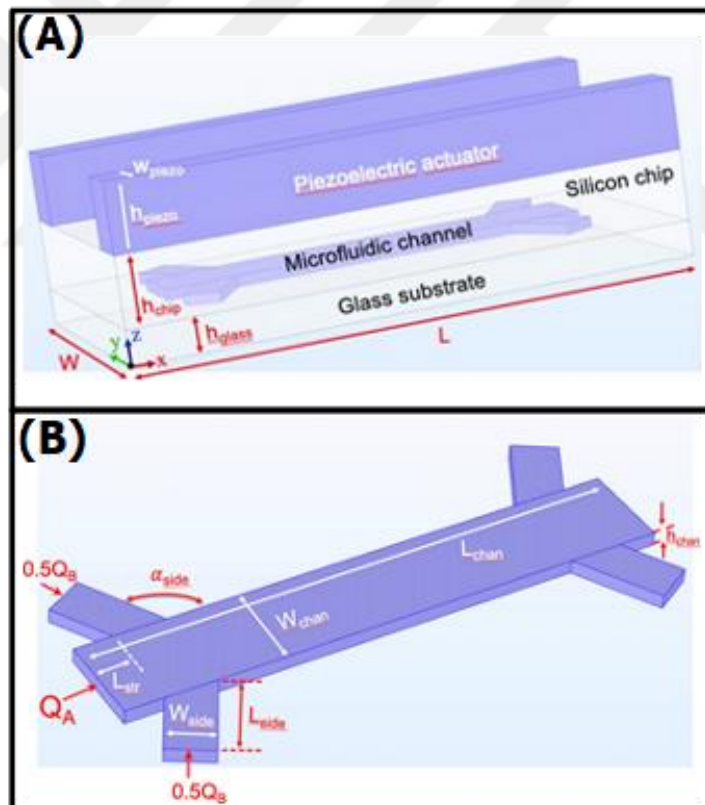 (A)
Wpiezo
Piezoelectric actuator
hpiezo
Silicon chip
Microfluidic channel
hchip
Glass substrate
hglass
W
y z x
L
(B)
0.5QB
αside
Lchan
hchan
Wchan
Lstr
QA
Wside
Lside
0.5QB